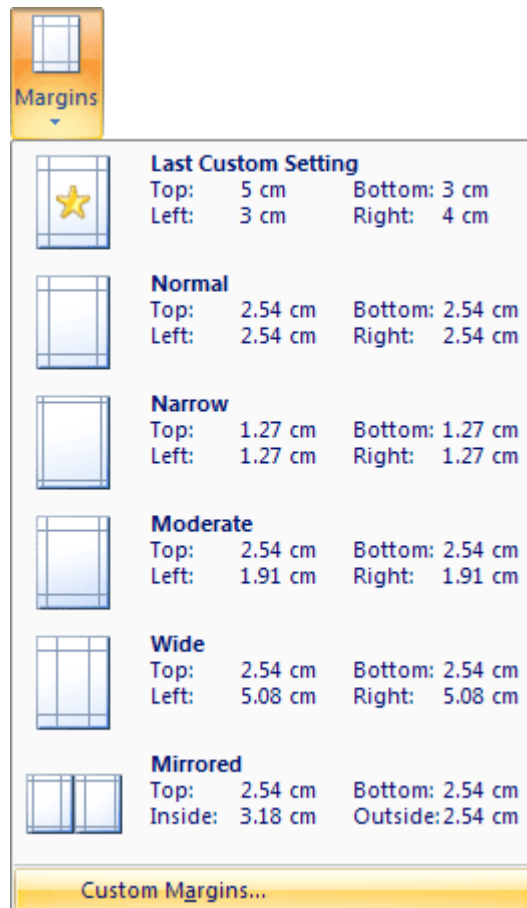 Margins
Last Custom Setting
Top: 5 cm Bottom: 3 cm
Left: 3 cm Right: 4 cm
Normal
Top: 2.54 cm Bottom: 2.54 cm
Left: 2.54 cm Right: 2.54 cm
Narrow
Top: 1.27 cm Bottom: 1.27 cm
Left: 1.27 cm Right: 1.27 cm
Moderate
Top: 2.54 cm Bottom: 2.54 cm
Left: 1.91 cm Right: 1.91 cm
Wide
Top: 2.54 cm Bottom: 2.54 cm
Left: 5.08 cm Right: 5.08 cm
Mirrored
Top: 2.54 cm Bottom: 2.54 cm
Inside: 3.18 cm Outside: 2.54 cm
Custom Margins...